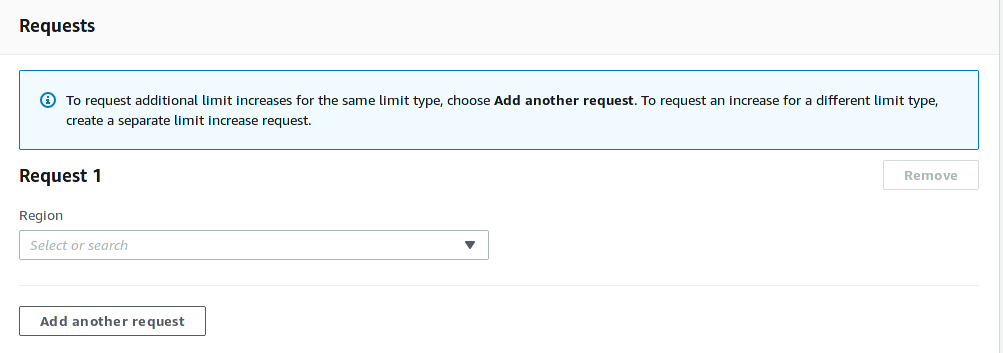 Requests
To request additional limit increases for the same limit type, choose Add another request. To request an increase for a different limit type,
create a separate limit increase request.
Request 1
Remove
Region
Select or search
Add another request